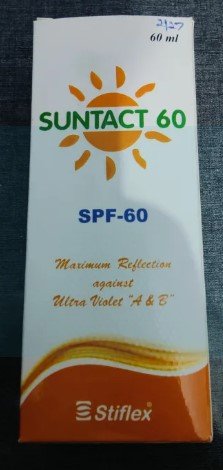 60 ml
SUNTACT 60
SPF-60
Maximum Reflection
against
Ultra Violet "A & B"
Stiflex®